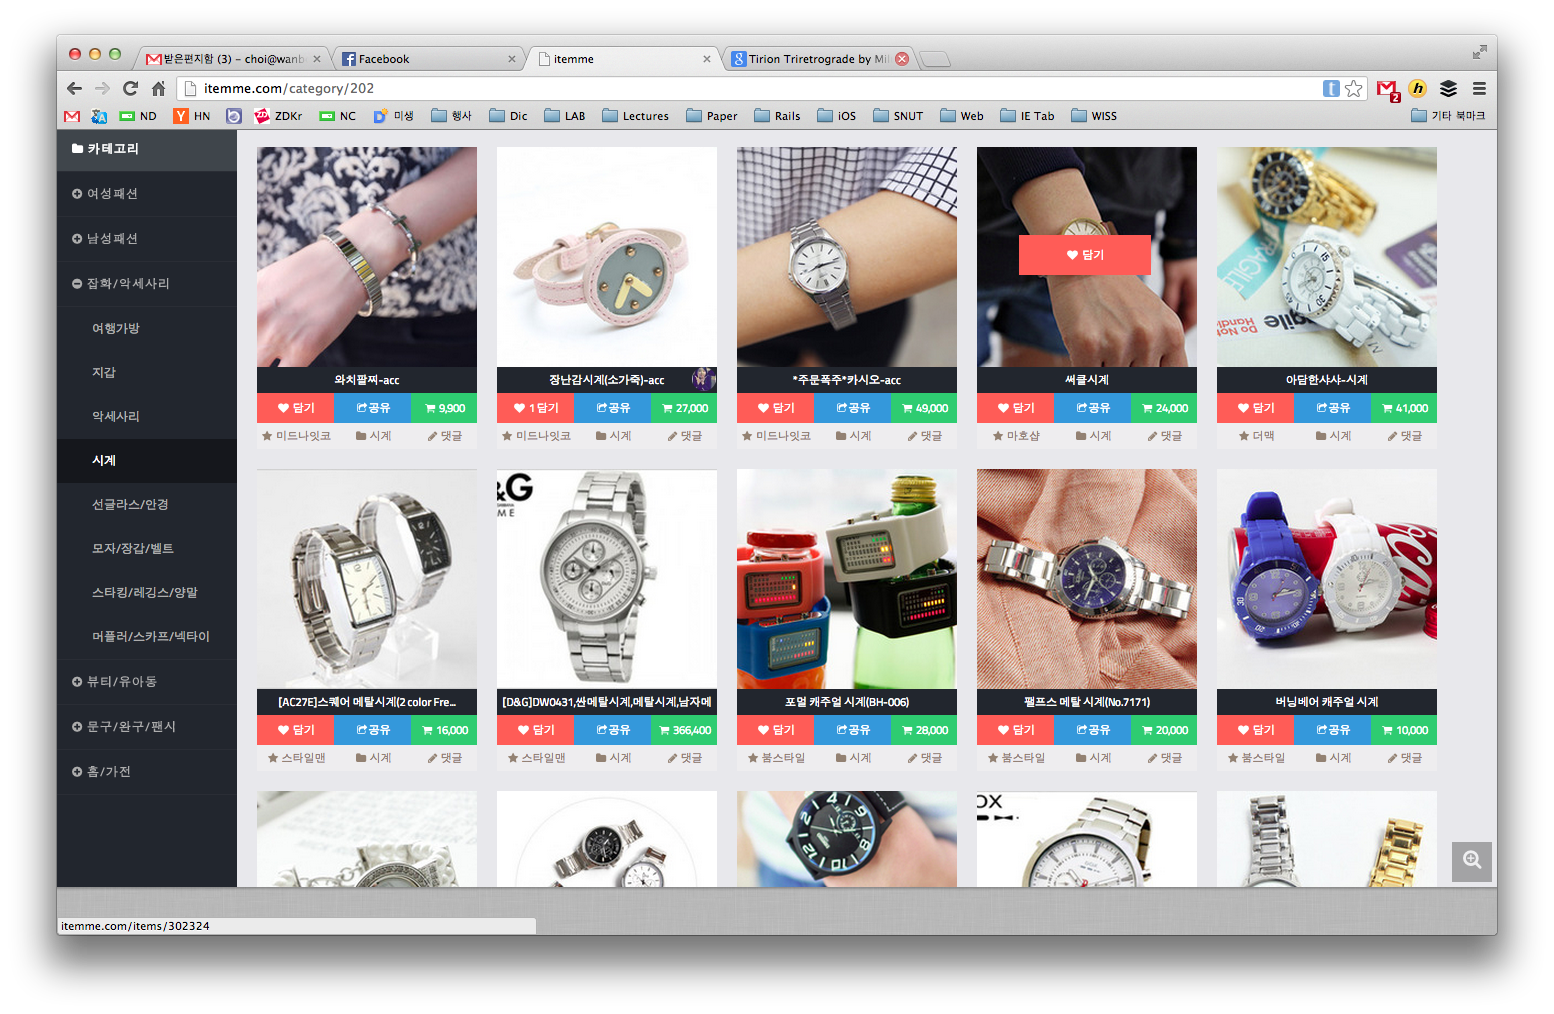 받은편지함 (3) - choi@wanb
Facebook
itemme
Tirion Triretrograde by Mil
itemme.com/category/202
2
ND
HN
ZDKr
NC
미생
행사
Dic
LAB
Lectures
Paper
Rails
iOS
SNUT
Web
IE Tab
WISS
기타 북마크
카테고리
여성패션
남성패션
잡화/악세사리
여행가방
지갑
악세사리
시계
선글라스/안경
모자/장갑/벨트
스타킹/레깅스/양말
머플러/스카프/넥타이
뷰티/유아동
문구/완구/팬시
홈/가전
담기
와치팔찌-acc
장난감시계(소가죽)-acc
*주문폭주*카시오-acc
써클시계
아담한샤샤-시계
담기 공유 9,900
1 담기 공유 27,000
담기 공유 49,000
담기 공유 24,000
담기 공유 41,000
미드나잇코 시계 댓글
미드나잇코 시계 댓글
미드나잇코 시계 댓글
마호샵 시계 댓글
더맥 시계 댓글
&G
ME
[AC27E]스퀘어 메탈시계(2 color Fre...
[D&G]DW0431,싼메탈시계,메탈시계,남자메
포멀 캐주얼 시계(BH-006)
팰프스 메탈 시계(No.7171)
버닝베어 캐주얼 시계
담기 공유 16,000
담기 공유 366,400
담기 공유 28,000
담기 공유 20,000
담기 공유 10,000
스타일맨 시계 댓글
스타일맨 시계 댓글
붐스타일 시계 댓글
붐스타일 시계 댓글
붐스타일 시계 댓글
OX
itemme.com/items/302324